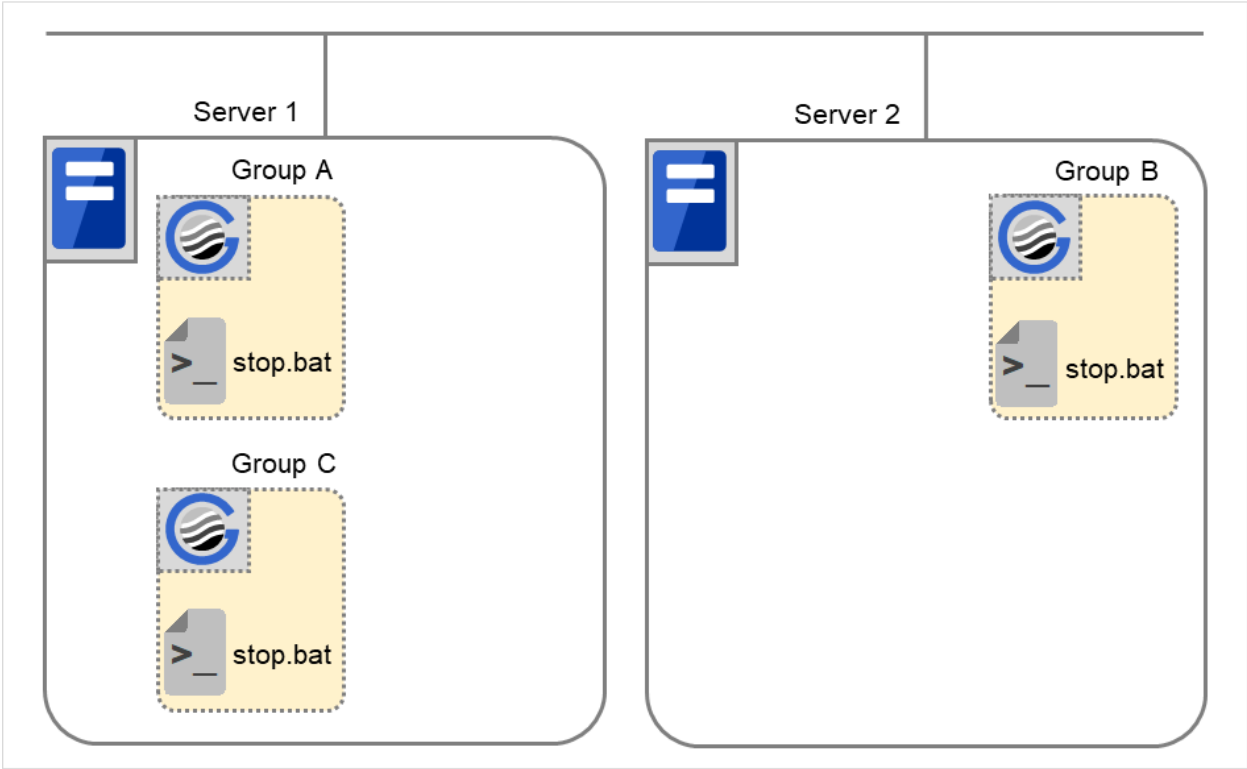 Server 1
Group A
>_ stop.bat
Group C
>_ stop.bat
Server 2
Group B
>_ stop.bat